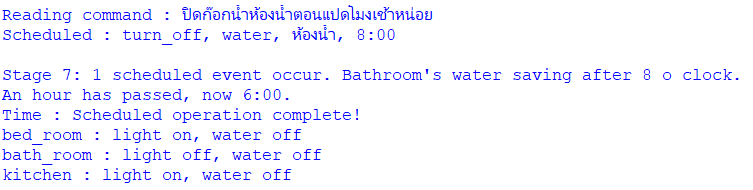 Reading command : ปิดก๊อกน้ำห้องน้ำตอนแปดโมงเช้าหน่อย
Scheduled : turn_off, water, ห้องน้ำ, 8:00
Stage 7: 1 scheduled event occur. Bathroom's water saving after 8 o clock.
An hour has passed, now 6:00.
Time : Scheduled operation complete!
bed_room : light on, water off
bath_room : light off, water off
kitchen : light on, water off